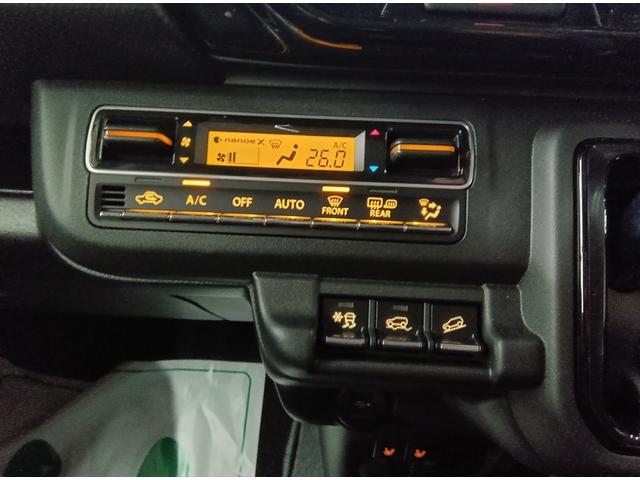 nanoe X
A/C
26.0
A/C OFF AUTO FRONT REAR